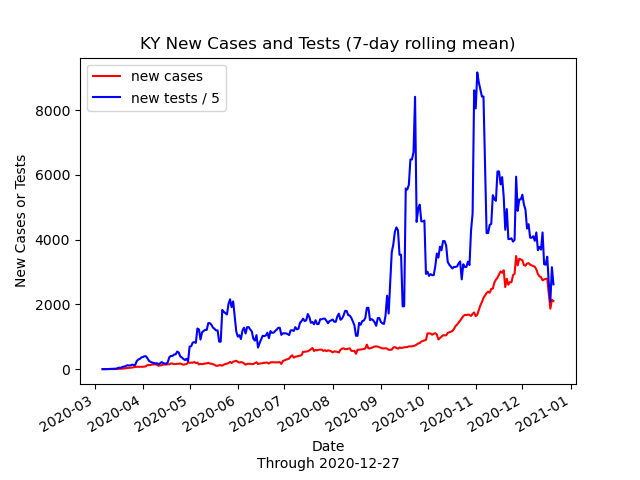 KY New Cases and Tests (7-day rolling mean)
new cases
new tests / 5
New Cases or Tests
8000
6000
4000
2000
0
2020-03
2020-04
2020-05
2020-06
2020-07
2020-08
2020-09
2020-10
2020-11
2020-12
2021-01
Date
Through 2020-12-27